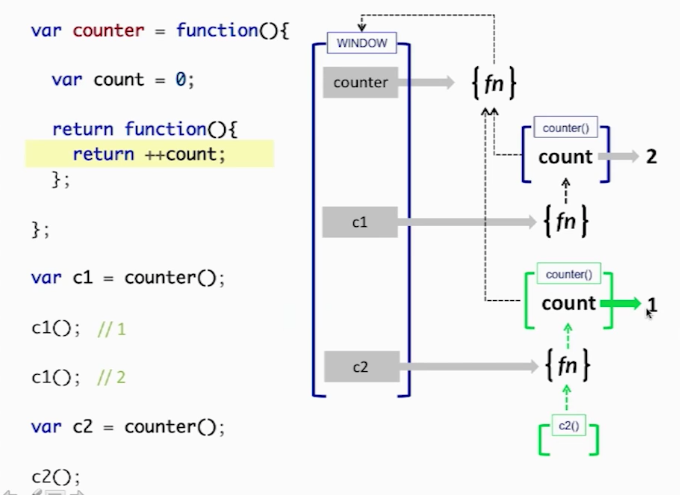 var counter = function(){
var count = 0;
return function(){
return ++count;
};
};
var c1 = counter();
c1(); //1
c1(); //2
var c2 = counter();
c2();
WINDOW
counter
{fn}
counter()
count
2
c1
{fn}
counter()
count
1
c2
{fn}
c2()